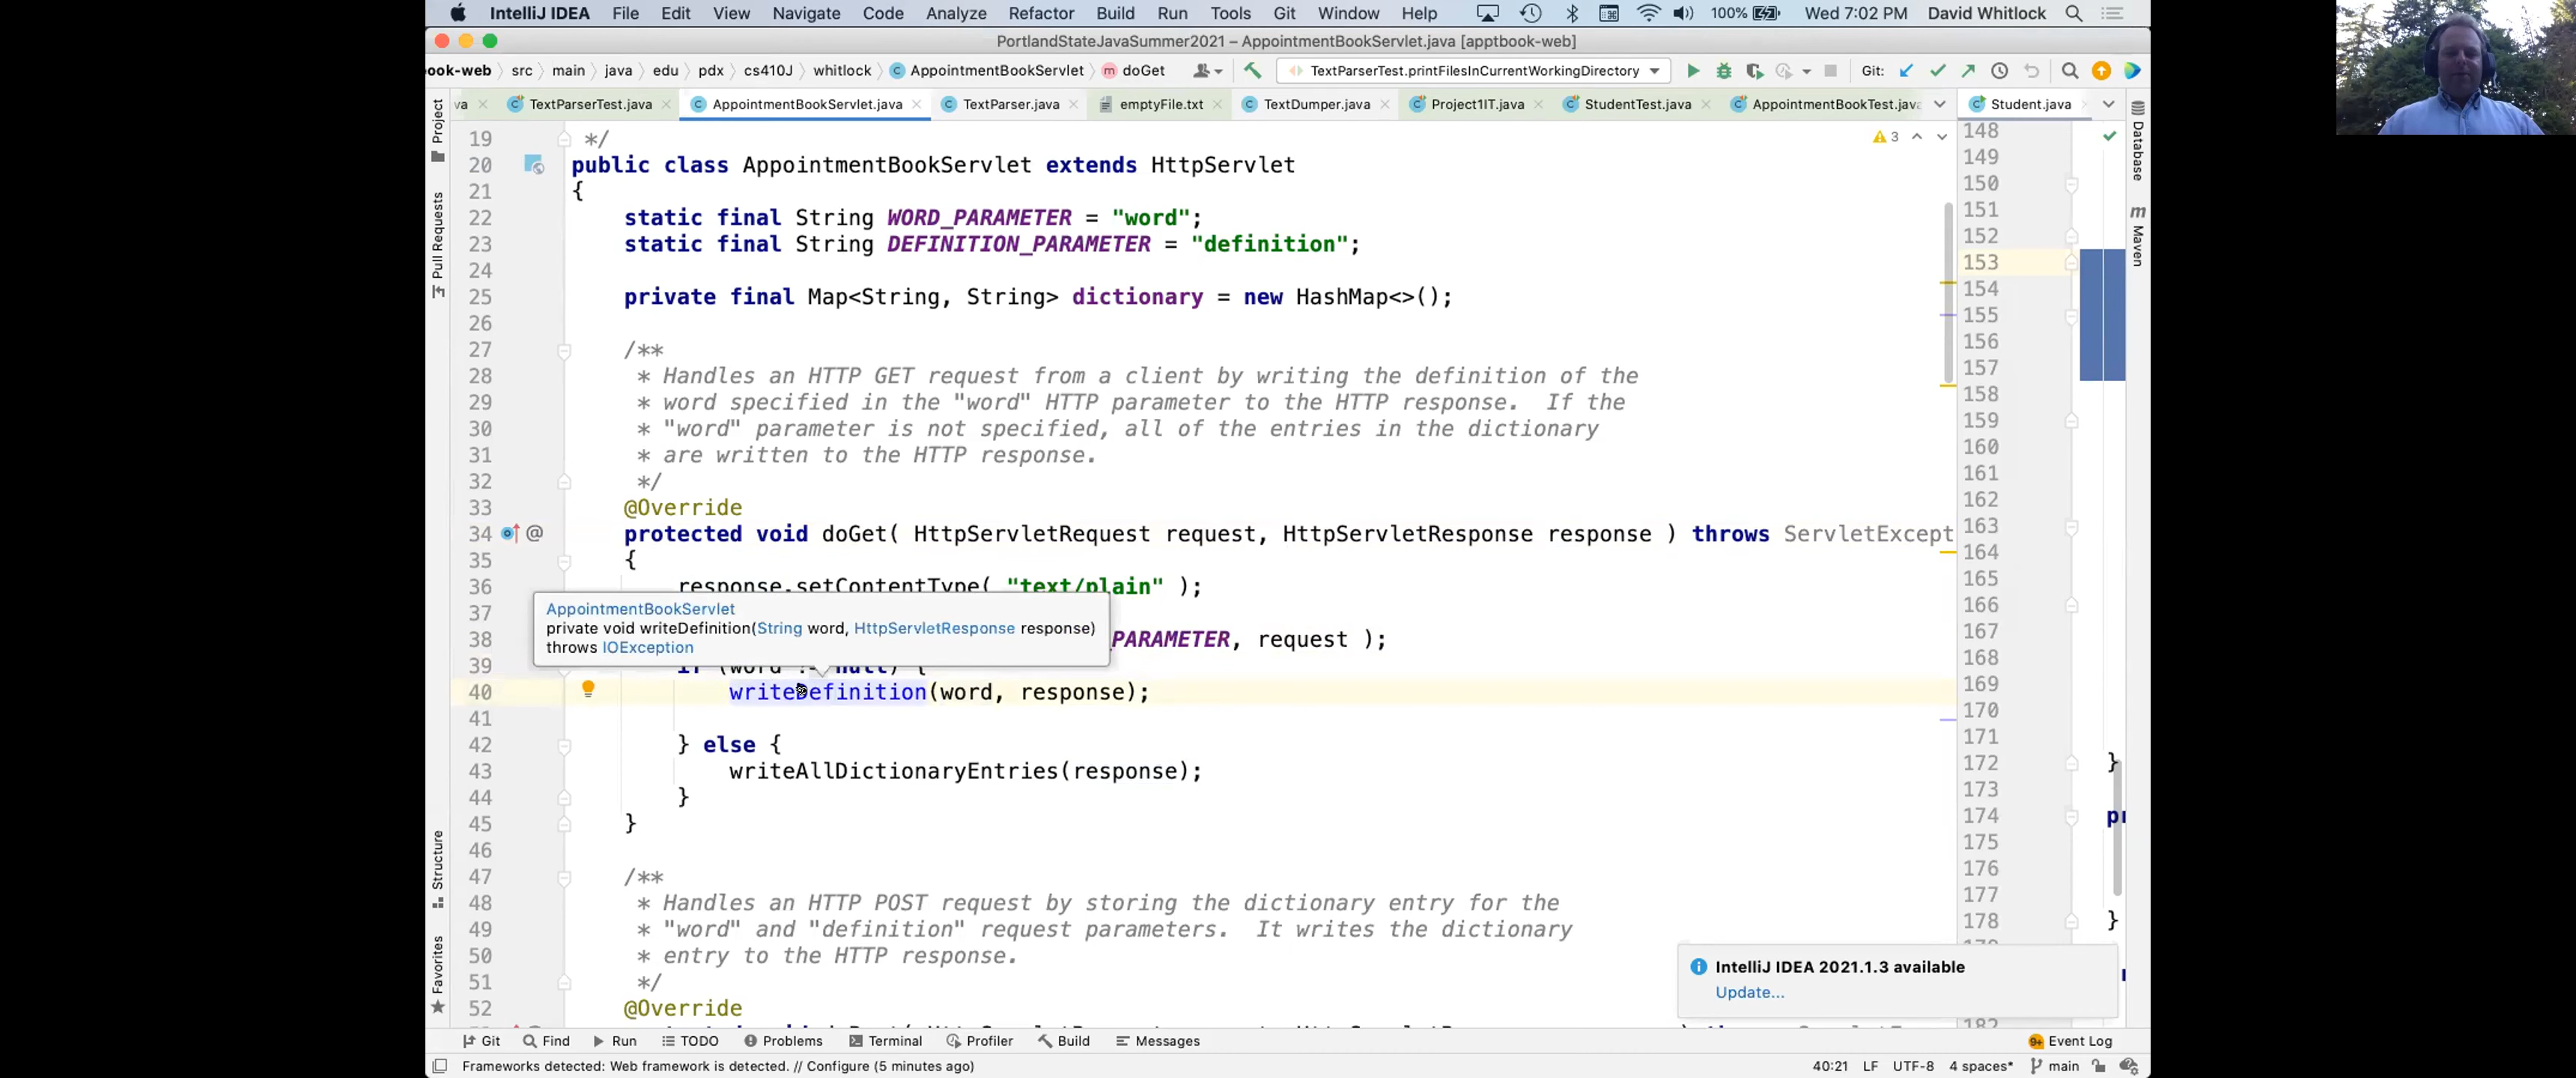 IntelliJ IDEA File Edit View Navigate Code Analyze Refactor Build Run Tools Git Window Help 100% Wed 7:02 PM David Whitlock
PortlandStateJavaSummer2021 – AppointmentBookServlet.java [apptbook-web]
ook-web src main java edu pdx cs410J whitlock AppointmentBookServlet m doGet TextParserTest.printFilesInCurrentWorkingDirectory Git:
va TextParserTest.java AppointmentBookServlet.java TextParser.java emptyFile.txt TextDumper.java Project1IT.java StudentTest.java AppointmentBookTest.java Student.java
Project
Pull Requests
Structure
Favorites
19 */
20 public class AppointmentBookServlet extends HttpServlet
21 {
22 static final String WORD_PARAMETER = "word";
23 static final String DEFINITION_PARAMETER = "definition";
24
25 private final Map<String, String> dictionary = new HashMap<>();
26
27 /**
28 * Handles an HTTP GET request from a client by writing the definition of the
29 * word specified in the "word" HTTP parameter to the HTTP response.  If the
30 * "word" parameter is not specified, all of the entries in the dictionary
31 * are written to the HTTP response.
32 */
33 @Override
34 @ protected void doGet( HttpServletRequest request, HttpServletResponse response ) throws ServletExcept
35 {
36 response.setContentType( "text/plain" );
37
AppointmentBookServlet
private void writeDefinition(String word, HttpServletResponse response)
throws IOException
38 PARAMETER, request );
39 if (word != null) {
40 writeDefinition(word, response);
41
42 } else {
43 writeAllDictionaryEntries(response);
44 }
45 }
46
47 /**
48 * Handles an HTTP POST request by storing the dictionary entry for the
49 * "word" and "definition" request parameters.  It writes the dictionary
50 * entry to the HTTP response.
51 */
52 @Override
3
148
149
150
151
152
153
154
155
156
157
158
159
160
161
162
163
164
165
166
167
168
169
170
171
172 }
173
174 pr
175
176
177
178 }
182
Database
m Maven
IntelliJ IDEA 2021.1.3 available
Update...
Git Find Run TODO Problems Terminal Profiler Build Messages 9+ Event Log
Frameworks detected: Web framework is detected. // Configure (5 minutes ago) 40:21 LF UTF-8 4 spaces* main